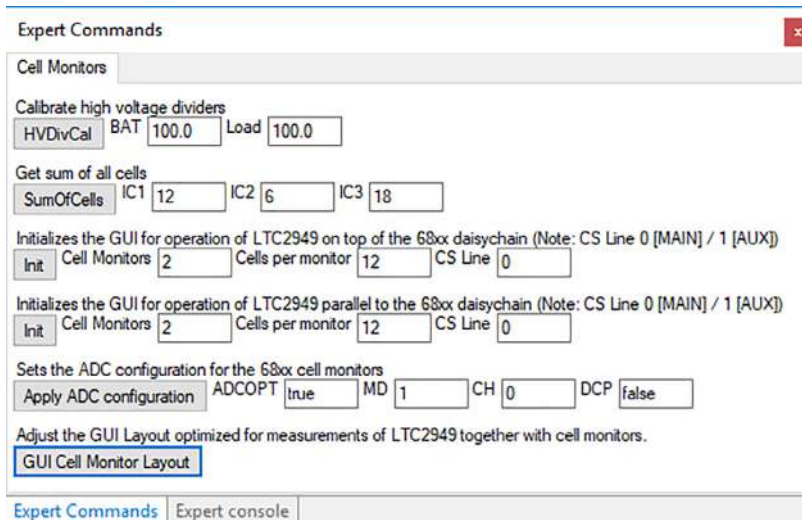 Expert Commands
x
Cell Monitors
Calibrate high voltage dividers
HVDivCal BAT 100.0 Load 100.0
Get sum of all cells
SumOfCells IC1 12 IC2 6 IC3 18
Initializes the GUI for operation of LTC2949 on top of the 68xx daisychain (Note: CS Line 0 [MAIN] / 1 [AUX])
Init Cell Monitors 2 Cells per monitor 12 CS Line 0
Initializes the GUI for operation of LTC2949 parallel to the 68xx daisychain (Note: CS Line 0 [MAIN] / 1 [AUX])
Init Cell Monitors 2 Cells per monitor 12 CS Line 0
Sets the ADC configuration for the 68xx cell monitors
Apply ADC configuration ADCOPT true MD 1 CH 0 DCP false
Adjust the GUI Layout optimized for measurements of LTC2949 together with cell monitors.
GUI Cell Monitor Layout
Expert Commands Expert console